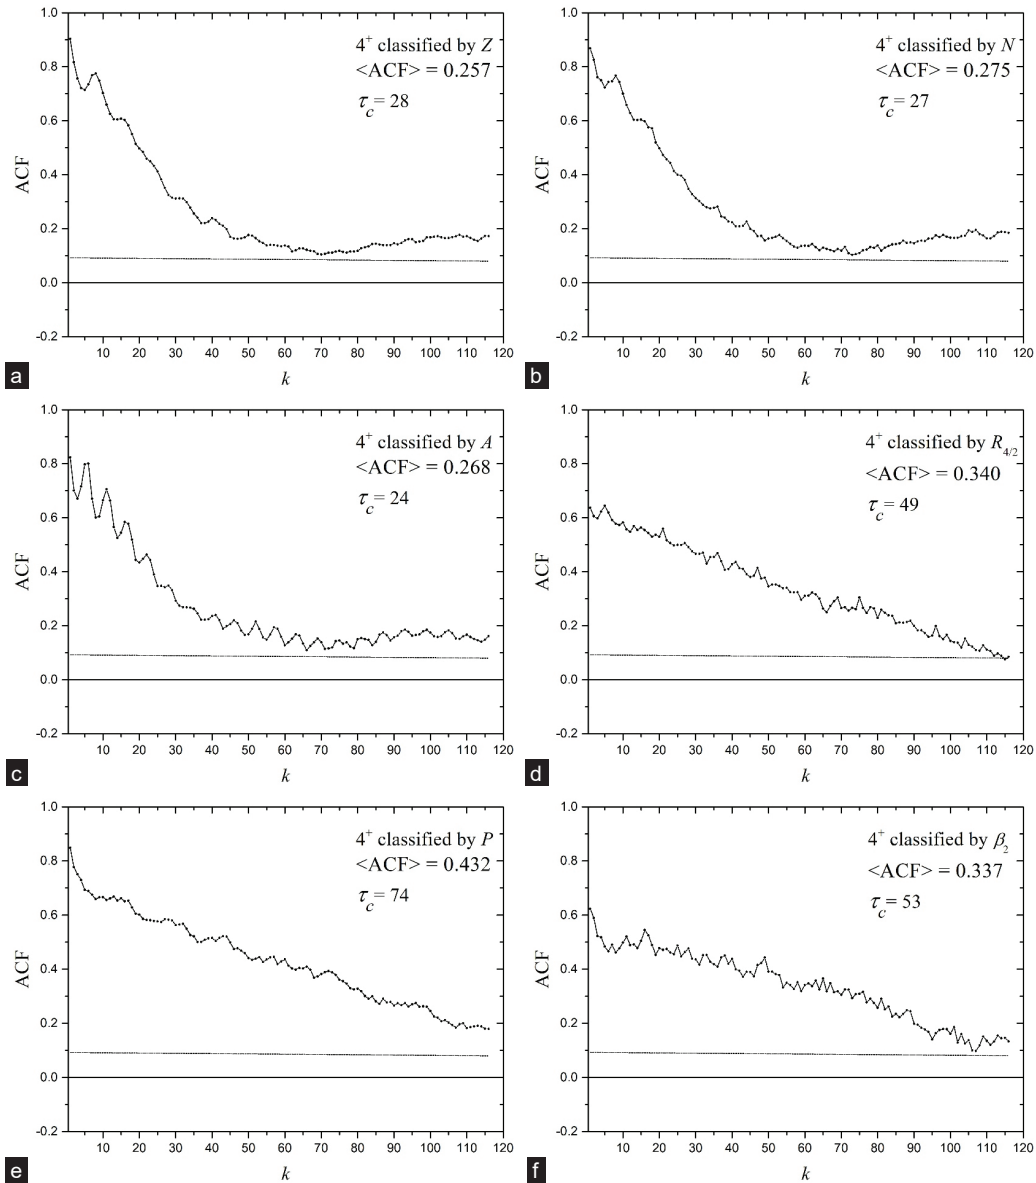 1.0
0.8
0.6
0.4
0.2
0.0
-0.2
ACF
4⁺ classified by Z
<ACF> = 0.257
τc = 28
10 20 30 40 50 60 70 80 90 100 110 120
k
a
1.0
0.8
0.6
0.4
0.2
0.0
-0.2
ACF
4⁺ classified by N
<ACF> = 0.275
τc = 27
10 20 30 40 50 60 70 80 90 100 110 120
k
b
1.0
0.8
0.6
0.4
0.2
0.0
-0.2
ACF
4⁺ classified by A
<ACF> = 0.268
τc = 24
10 20 30 40 50 60 70 80 90 100 110 120
k
c
1.0
0.8
0.6
0.4
0.2
0.0
-0.2
ACF
4⁺ classified by R4/2
<ACF> = 0.340
τc = 49
10 20 30 40 50 60 70 80 90 100 110 120
k
d
1.0
0.8
0.6
0.4
0.2
0.0
-0.2
ACF
4⁺ classified by P
<ACF> = 0.432
τc = 74
10 20 30 40 50 60 70 80 90 100 110 120
k
e
1.0
0.8
0.6
0.4
0.2
0.0
-0.2
ACF
4⁺ classified by β2
<ACF> = 0.337
τc = 53
10 20 30 40 50 60 70 80 90 100 110 120
k
f